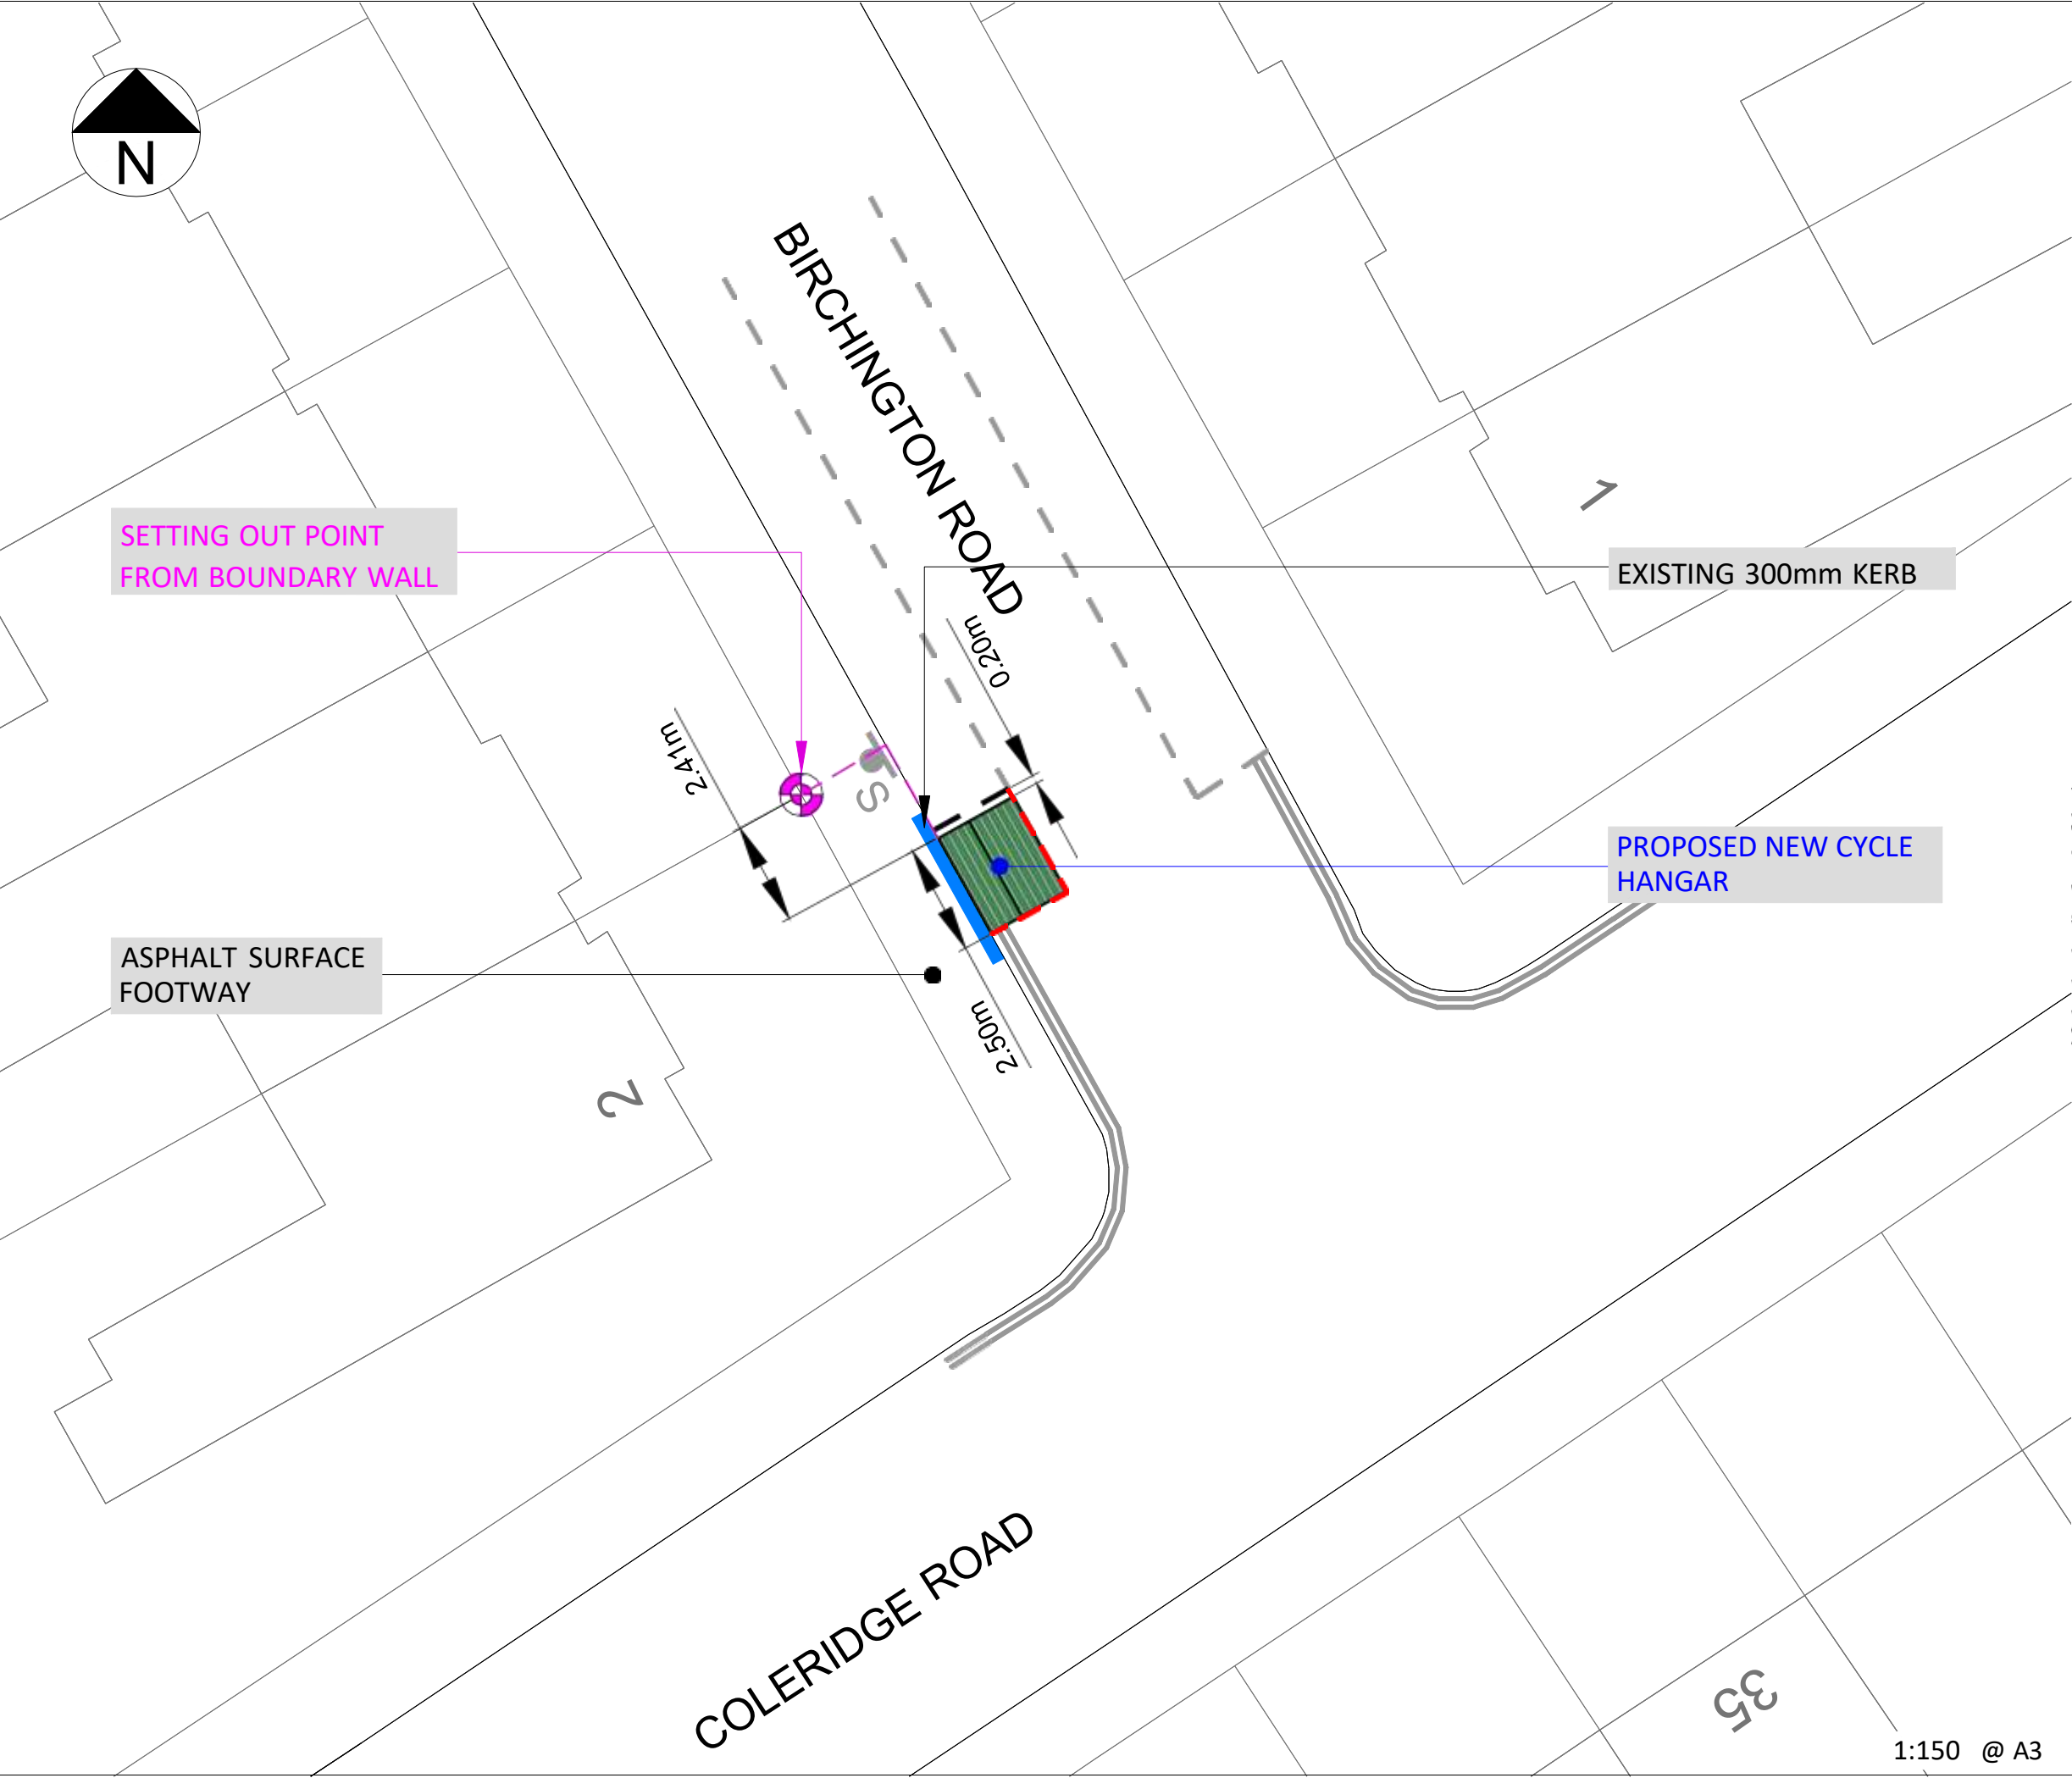 N
BIRCHINGTON ROAD
1
SETTING OUT POINT
FROM BOUNDARY WALL
EXISTING 300mm KERB
0.20m
2.41m
S
PROPOSED NEW CYCLE
HANGAR
ASPHALT SURFACE
FOOTWAY
2.50m
2
COLERIDGE ROAD
35
1:150 @ A3